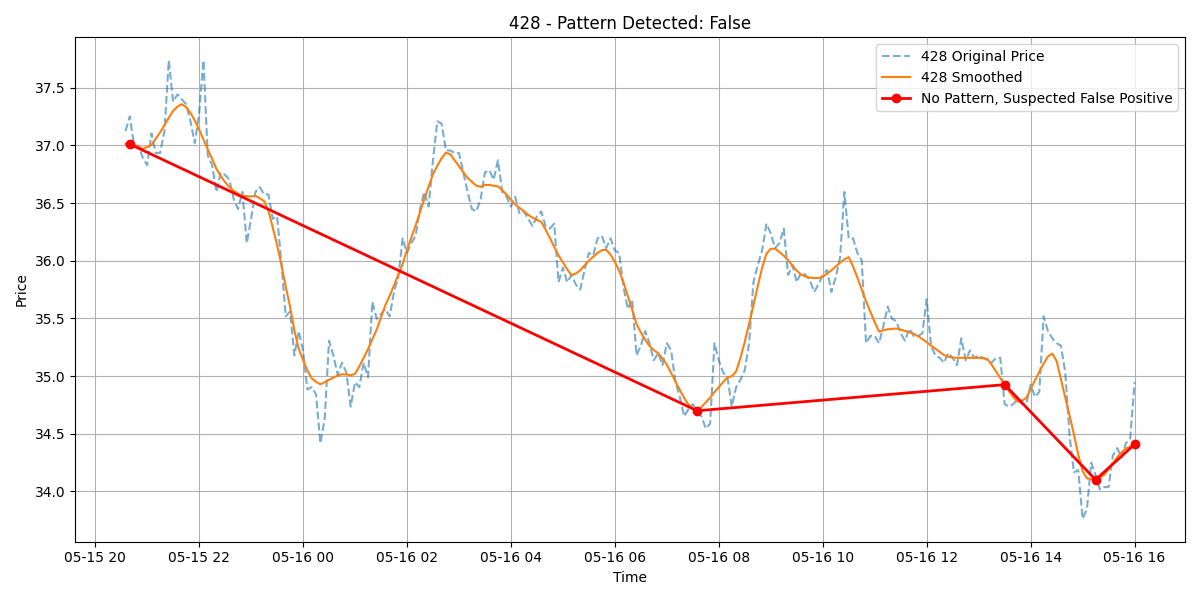 428 - Pattern Detected: False
428 Original Price
428 Smoothed
No Pattern, Suspected False Positive
Price
37.5
37.0
36.5
36.0
35.5
35.0
34.5
34.0
05-15 20 05-15 22 05-16 00 05-16 02 05-16 04 05-16 06 05-16 08 05-16 10 05-16 12 05-16 14 05-16 16
Time